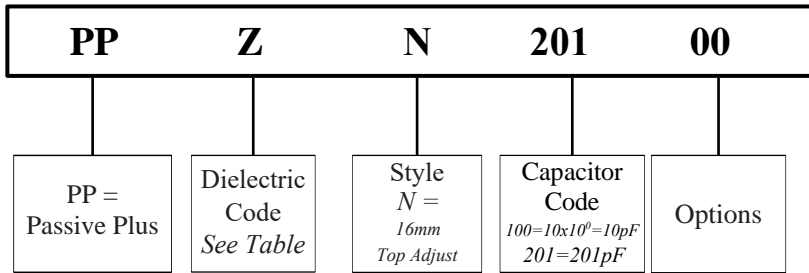 PP Z N 201 00
PP =
Passive Plus
Dielectric
Code
See Table
Style
N =
16mm
Top Adjust
Capacitor
Code
100=10x10⁰=10pF
201=201pF
Options